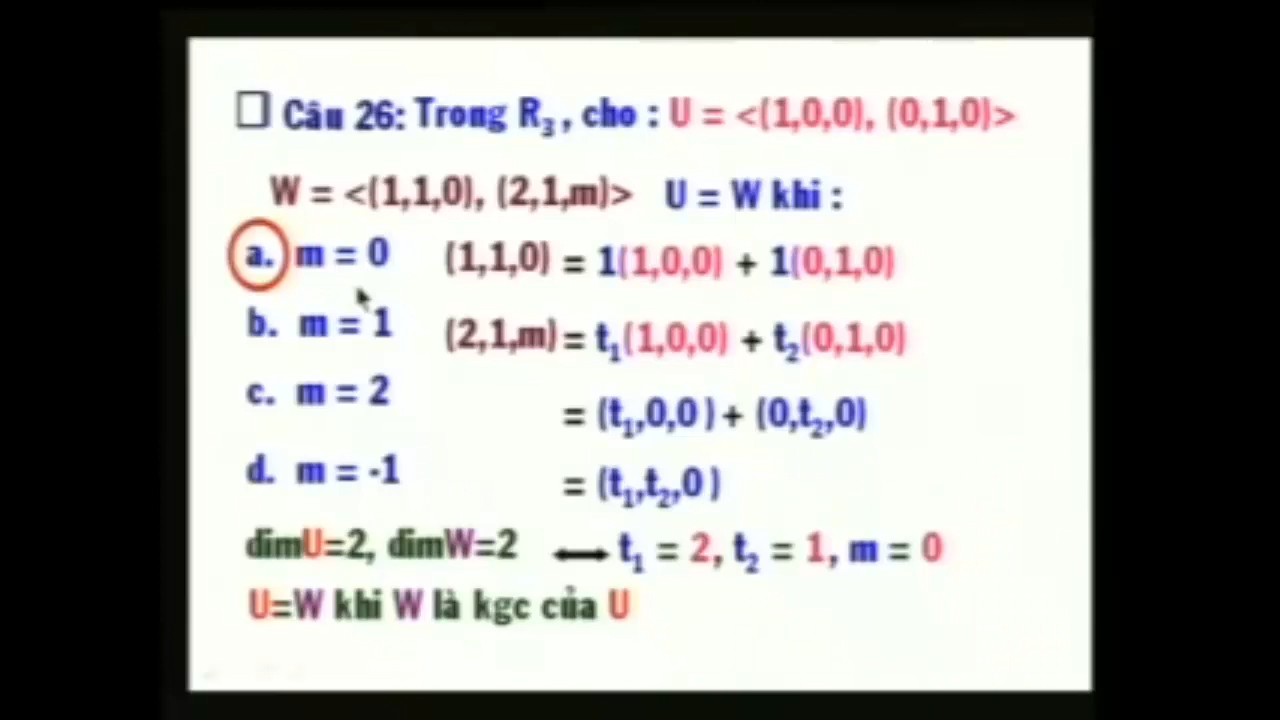 Câu 26: Trong R₃, cho : U = <(1,0,0), (0,1,0)>
W = <(1,1,0), (2,1,m)> U = W khi :
a. m = 0 (1,1,0) = 1(1,0,0) + 1(0,1,0)
b. m = 1 (2,1,m) = t₁(1,0,0) + t₂(0,1,0)
c. m = 2 = (t₁,0,0) + (0,t₂,0)
d. m = -1 = (t₁,t₂,0)
dimU=2, dimW=2 ⟷ t₁ = 2, t₂ = 1, m = 0
U=W khi W là kgc của U